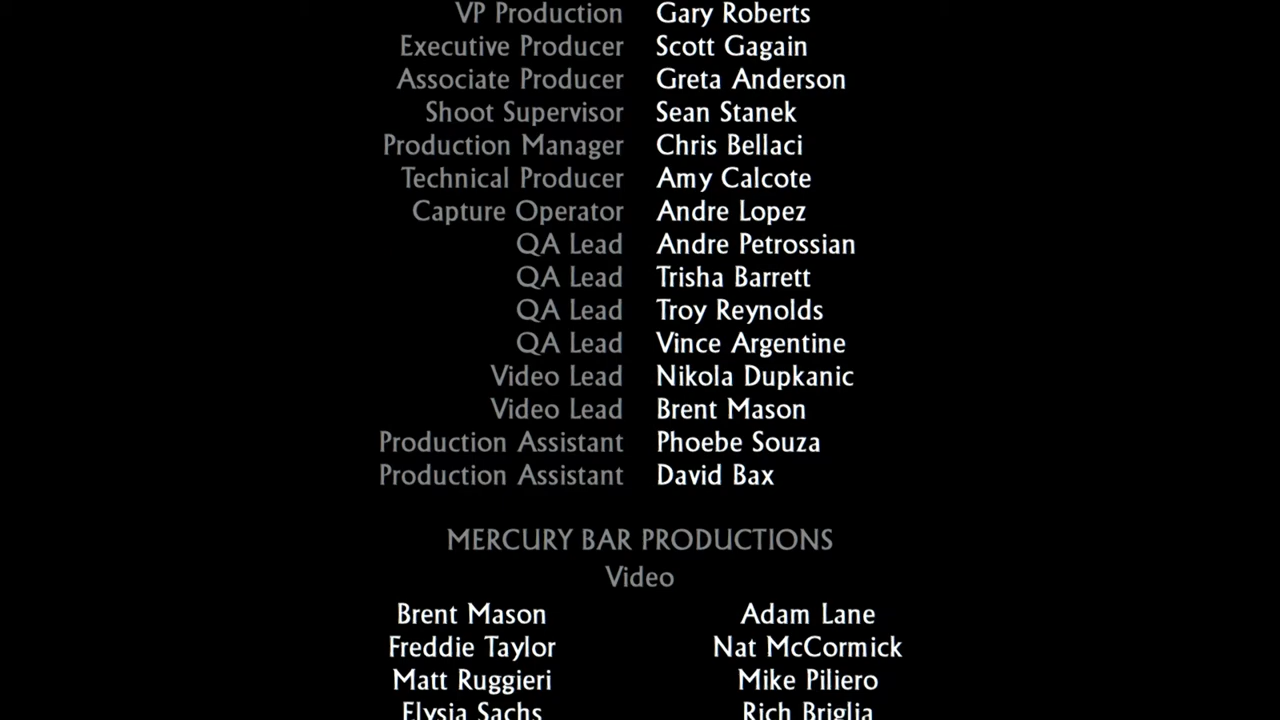 VP Production Gary Roberts
Executive Producer Scott Gagain
Associate Producer Greta Anderson
Shoot Supervisor Sean Stanek
Production Manager Chris Bellaci
Technical Producer Amy Calcote
Capture Operator Andre Lopez
QA Lead Andre Petrossian
QA Lead Trisha Barrett
QA Lead Troy Reynolds
QA Lead Vince Argentine
Video Lead Nikola Dupkanic
Video Lead Brent Mason
Production Assistant Phoebe Souza
Production Assistant David Bax
MERCURY BAR PRODUCTIONS
Video
Brent Mason Adam Lane
Freddie Taylor Nat McCormick
Matt Ruggieri Mike Piliero
Elysia Sachs Rich Briglia